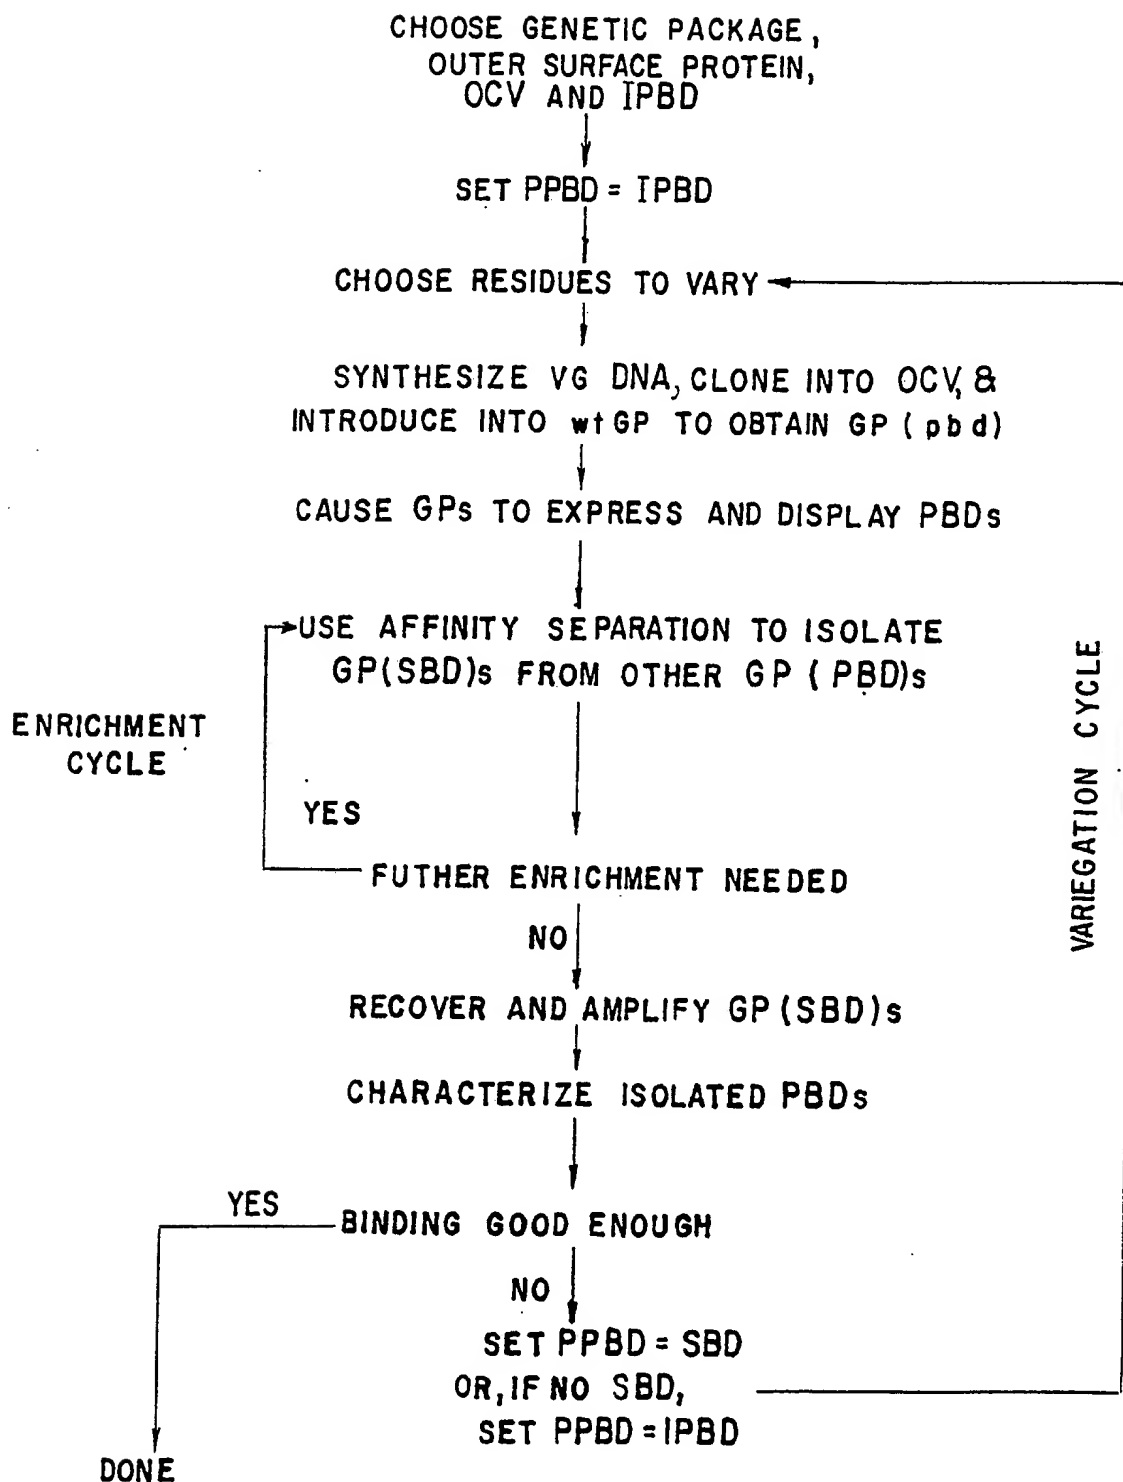 CHOOSE GENETIC PACKAGE,
OUTER SURFACE PROTEIN,
OCV AND IPBD
SET PPBD = IPBD
CHOOSE RESIDUES TO VARY
SYNTHESIZE VG DNA, CLONE INTO OCV, &
INTRODUCE INTO wtGP TO OBTAIN GP (pbd)
CAUSE GPs TO EXPRESS AND DISPLAY PBDs
USE AFFINITY SEPARATION TO ISOLATE
GP(SBD)s FROM OTHER GP (PBD)s
ENRICHMENT
CYCLE
YES
FUTHER ENRICHMENT NEEDED
NO
RECOVER AND AMPLIFY GP(SBD)s
CHARACTERIZE ISOLATED PBDs
YES
BINDING GOOD ENOUGH
NO
SET PPBD = SBD
OR, IF NO SBD,
SET PPBD = IPBD
DONE
VARIEGATION CYCLE